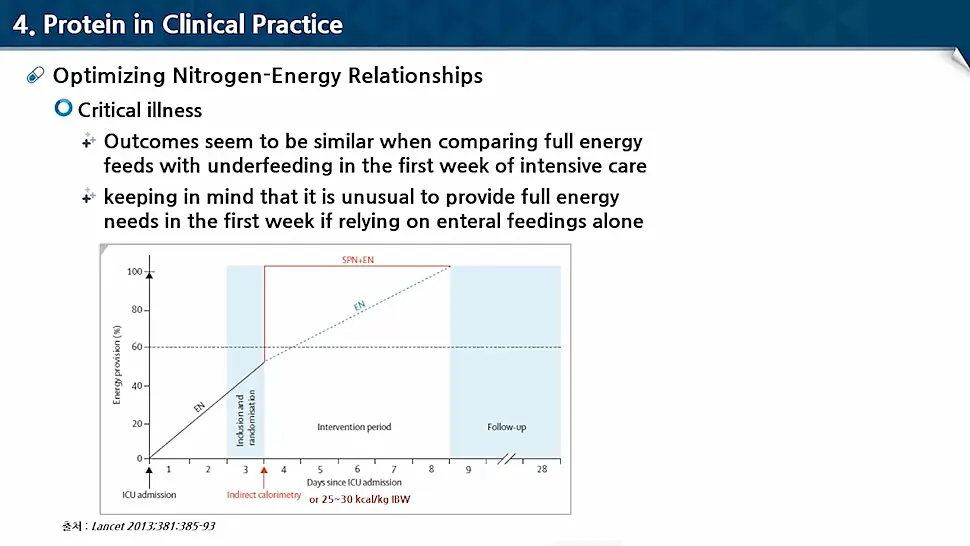 4. Protein in Clinical Practice
Optimizing Nitrogen-Energy Relationships
Critical illness
Outcomes seem to be similar when comparing full energy
feeds with underfeeding in the first week of intensive care
keeping in mind that it is unusual to provide full energy
needs in the first week if relying on enteral feedings alone
SPN+EN
100
80
60
40
20
0
Energy provision (%)
EN
EN
Inclusion and
randomisation
Intervention period
Follow-up
1 2 3 4 5 6 7 8 9 28
Days since ICU admission
ICU admission
Indirect calorimetry
or 25~30 kcal/kg IBW
출처 : Lancet 2013;381:385-93